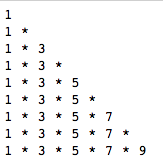 1
1 *
1 * 3
1 * 3 *
1 * 3 * 5
1 * 3 * 5 *
1 * 3 * 5 * 7
1 * 3 * 5 * 7 *
1 * 3 * 5 * 7 * 9